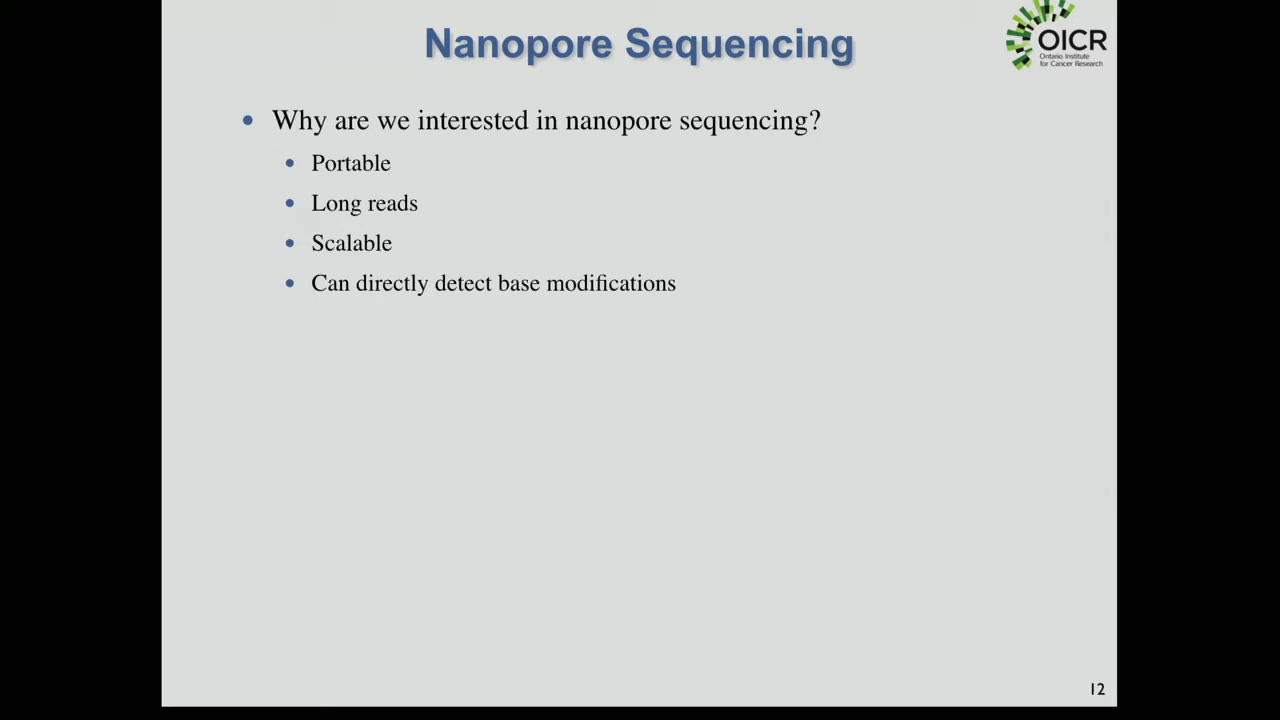 Nanopore Sequencing
OICR
Ontario Institute
for Cancer Research
• Why are we interested in nanopore sequencing?
• Portable
• Long reads
• Scalable
• Can directly detect base modifications
12